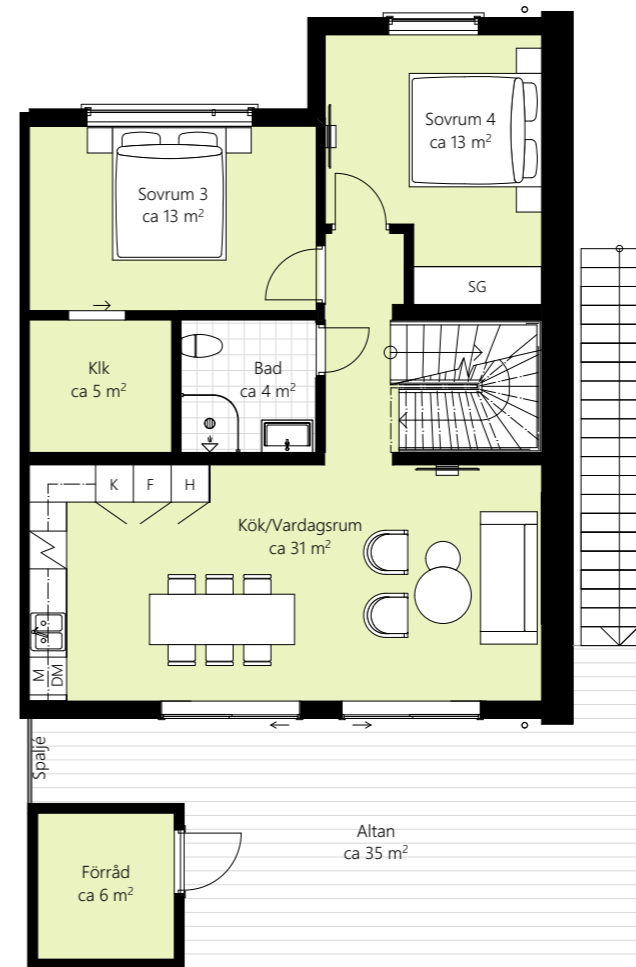 Sovrum 4
ca 13 m²
Sovrum 3
ca 13 m²
SG
Klk
ca 5 m²
Bad
ca 4 m²
K F H
Kök/Vardagsrum
ca 31 m²
M
DM
Spaljé
Altan
ca 35 m²
Förråd
ca 6 m²